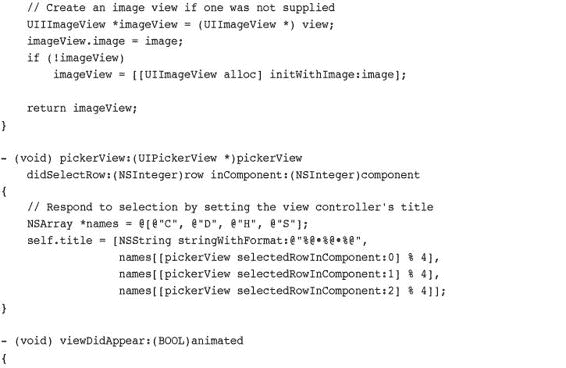 // Create an image view if one was not supplied
UIIImageView *imageView = (UIImageView *) view;
imageView.image = image;
if (!imageView)
imageView = [[UIImageView alloc] initWithImage:image];
return imageView;
}
- (void) pickerView:(UIPickerView *)pickerView
didSelectRow:(NSInteger)row inComponent:(NSInteger)component
{
// Respond to selection by setting the view controller's title
NSArray *names = @[@"C", @"D", @"H", @"S"];
self.title = [NSString stringWithFormat:@"%@•%@•%@",
names[[pickerView selectedRowInComponent:0] % 4],
names[[pickerView selectedRowInComponent:1] % 4],
names[[pickerView selectedRowInComponent:2] % 4]];
}
- (void) viewDidAppear:(BOOL)animated
{